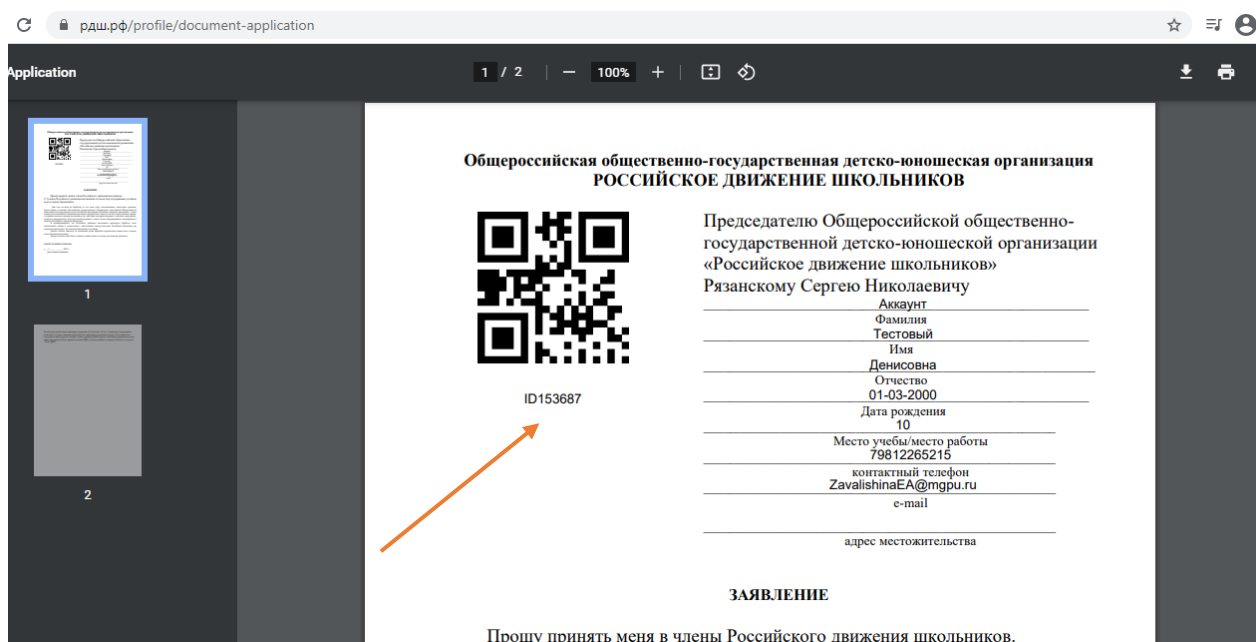 рдш.рф/profile/document-application
Application
1 / 2
100%
1
2
Общероссийская общественно-государственная детско-юношеская организация
РОССИЙСКОЕ ДВИЖЕНИЕ ШКОЛЬНИКОВ
ID153687
Председателю Общероссийской общественно-
государственной детско-юношеской организации
«Российское движение школьников»
Рязанскому Сергею Николаевичу
Аккаунт
Фамилия
Тестовый
Имя
Денисовна
Отчество
01-03-2000
Дата рождения
10
Место учебы/место работы
79812265215
контактный телефон
ZavalishinaEA@mgpu.ru
e-mail
адрес местожительства
ЗАЯВЛЕНИЕ
Прошу принять меня в члены Российского движения школьников.